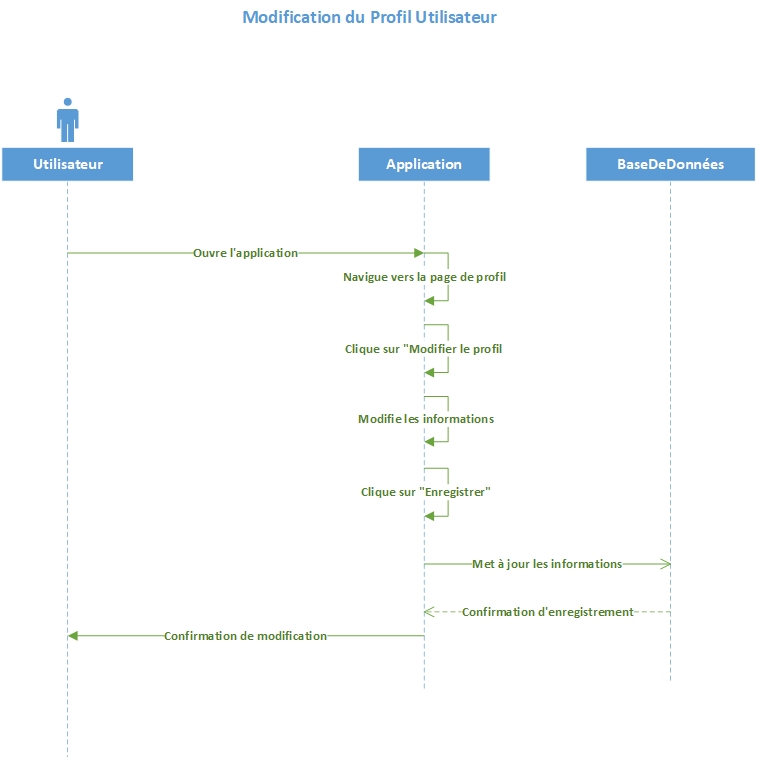 Modification du Profil Utilisateur
Utilisateur
Application
BaseDeDonnées
Ouvre l'application
Navigue vers la page de profil
Clique sur "Modifier le profil
Modifie les informations
Clique sur "Enregistrer"
Met à jour les informations
Confirmation d'enregistrement
Confirmation de modification